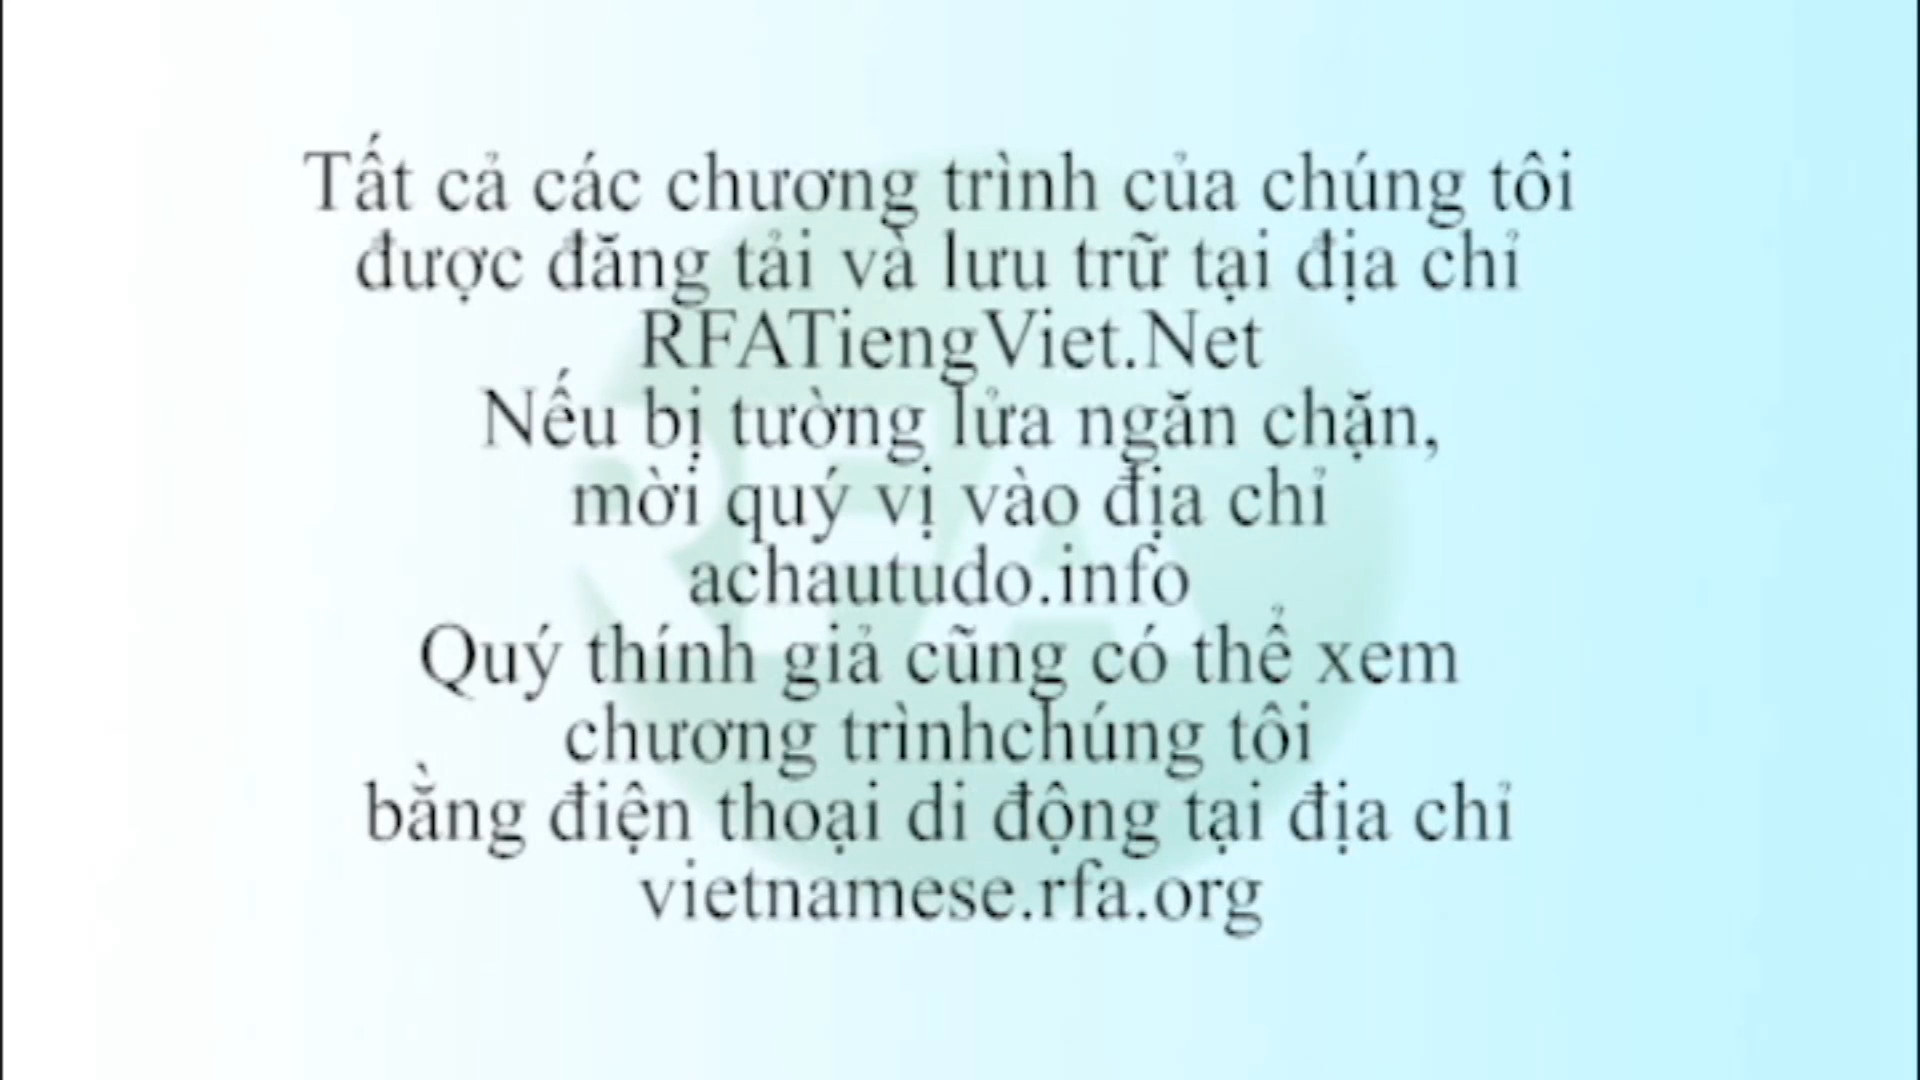 Tất cả các chương trình của chúng tôi
được đăng tải và lưu trữ tại địa chỉ
RFATiengViet.Net
Nếu bị tường lửa ngăn chặn,
mời quý vị vào địa chỉ
achautudo.info
Quý thính giả cũng có thể xem
chương trìnhchúng tôi
bằng điện thoại di động tại địa chỉ
vietnamese.rfa.org
RFA